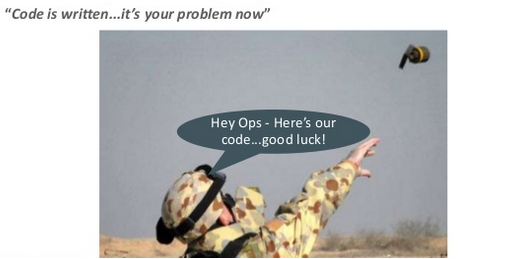 “Code is written...it’s your problem now”
Hey Ops - Here’s our
code...good luck!